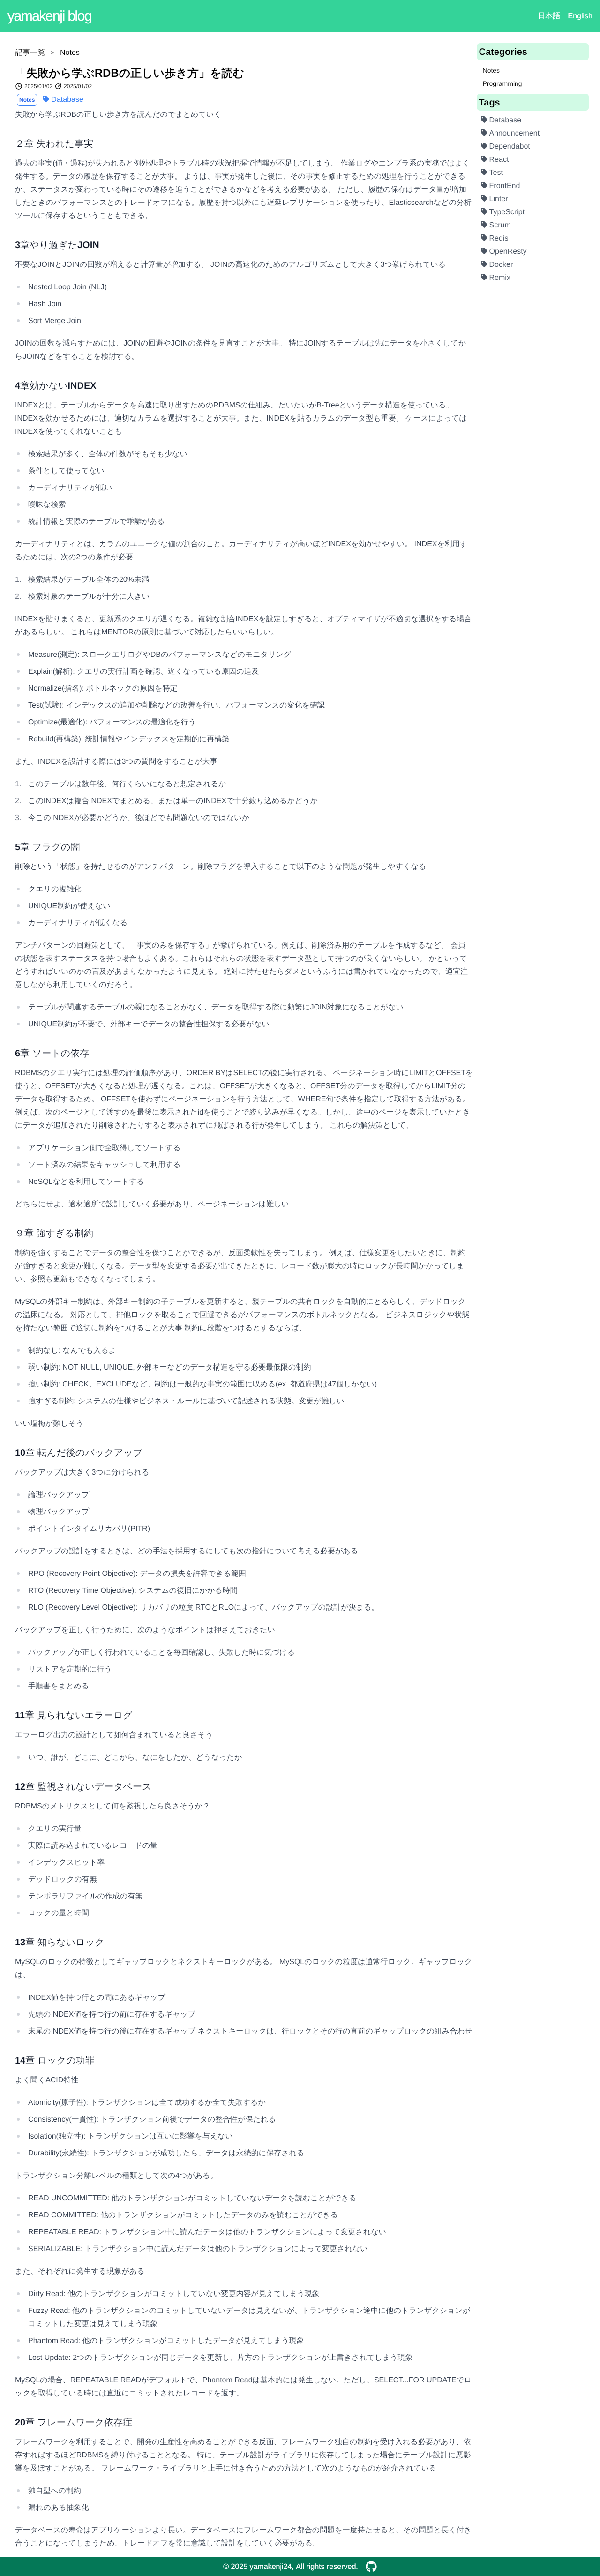 yamakenji blog
日本語 English
記事一覧 ＞ Notes
「失敗から学ぶRDBの正しい歩き方」を読む
2025/01/02 2025/01/02
Notes Database
失敗から学ぶRDBの正しい歩き方を読んだのでまとめていく
２章 失われた事実
過去の事実(値・過程)が失われると例外処理やトラブル時の状況把握で情報が不足してしまう。 作業ログやエンプラ系の実務ではよく
発生する。データの履歴を保存することが大事。 ようは、事実が発生した後に、その事実を修正するための処理を行うことができる
か、ステータスが変わっている時にその遷移を追うことができるかなどを考える必要がある。 ただし、履歴の保存はデータ量が増加
したときのパフォーマンスとのトレードオフになる。履歴を持つ以外にも遅延レプリケーションを使ったり、Elasticsearchなどの分析
ツールに保存するということもできる。
3章やり過ぎたJOIN
不要なJOINとJOINの回数が増えると計算量が増加する。 JOINの高速化のためのアルゴリズムとして大きく3つ挙げられている
Nested Loop Join (NLJ)
Hash Join
Sort Merge Join
JOINの回数を減らすためには、JOINの回避やJOINの条件を見直すことが大事。 特にJOINするテーブルは先にデータを小さくしてか
らJOINなどをすることを検討する。
4章効かないINDEX
INDEXとは、テーブルからデータを高速に取り出すためのRDBMSの仕組み。だいたいがB-Treeというデータ構造を使っている。
INDEXを効かせるためには、適切なカラムを選択することが大事。また、INDEXを貼るカラムのデータ型も重要。 ケースによっては
INDEXを使ってくれないことも
検索結果が多く、全体の件数がそもそも少ない
条件として使ってない
カーディナリティが低い
曖昧な検索
統計情報と実際のテーブルで乖離がある
カーディナリティとは、カラムのユニークな値の割合のこと。カーディナリティが高いほどINDEXを効かせやすい。 INDEXを利用す
るためには、次の2つの条件が必要
1. 検索結果がテーブル全体の20%未満
2. 検索対象のテーブルが十分に大きい
INDEXを貼りまくると、更新系のクエリが遅くなる。複雑な割合INDEXを設定しすぎると、オプティマイザが不適切な選択をする場合
があるらしい。 これらはMENTORの原則に基づいて対応したらいいらしい。
Measure(測定): スロークエリログやDBのパフォーマンスなどのモニタリング
Explain(解析): クエリの実行計画を確認、遅くなっている原因の追及
Normalize(指名): ボトルネックの原因を特定
Test(試験): インデックスの追加や削除などの改善を行い、パフォーマンスの変化を確認
Optimize(最適化): パフォーマンスの最適化を行う
Rebuild(再構築): 統計情報やインデックスを定期的に再構築
また、INDEXを設計する際には3つの質問をすることが大事
1. このテーブルは数年後、何行くらいになると想定されるか
2. このINDEXは複合INDEXでまとめる、または単一のINDEXで十分絞り込めるかどうか
3. 今このINDEXが必要かどうか、後ほどでも問題ないのではないか
5章 フラグの闇
削除という「状態」を持たせるのがアンチパターン。削除フラグを導入することで以下のような問題が発生しやすくなる
クエリの複雑化
UNIQUE制約が使えない
カーディナリティが低くなる
アンチパターンの回避策として、「事実のみを保存する」が挙げられている。例えば、削除済み用のテーブルを作成するなど。 会員
の状態を表すステータスを持つ場合もよくある。これらはそれらの状態を表すデータ型として持つのが良くないらしい。 かといって
どうすればいいのかの言及があまりなかったように見える。 絶対に持たせたらダメというふうには書かれていなかったので、適宜注
意しながら利用していくのだろう。
テーブルが関連するテーブルの親になることがなく、データを取得する際に頻繁にJOIN対象になることがない
UNIQUE制約が不要で、外部キーでデータの整合性担保する必要がない
6章 ソートの依存
RDBMSのクエリ実行には処理の評価順序があり、ORDER BYはSELECTの後に実行される。 ページネーション時にLIMITとOFFSETを
使うと、OFFSETが大きくなると処理が遅くなる。これは、OFFSETが大きくなると、OFFSET分のデータを取得してからLIMIT分の
データを取得するため。 OFFSETを使わずにページネーションを行う方法として、WHERE句で条件を指定して取得する方法がある。
例えば、次のページとして渡すのを最後に表示されたidを使うことで絞り込みが早くなる。しかし、途中のページを表示していたとき
にデータが追加されたり削除されたりすると表示されずに飛ばされる行が発生してしまう。 これらの解決策として、
アプリケーション側で全取得してソートする
ソート済みの結果をキャッシュして利用する
NoSQLなどを利用してソートする
どちらにせよ、適材適所で設計していく必要があり、ページネーションは難しい
９章 強すぎる制約
制約を強くすることでデータの整合性を保つことができるが、反面柔軟性を失ってしまう。 例えば、仕様変更をしたいときに、制約
が強すぎると変更が難しくなる。データ型を変更する必要が出てきたときに、レコード数が膨大の時にロックが長時間かかってしま
い、参照も更新もできなくなってしまう。
MySQLの外部キー制約は、外部キー制約の子テーブルを更新すると、親テーブルの共有ロックを自動的にとるらしく、デッドロック
の温床になる。 対応として、排他ロックを取ることで回避できるがパフォーマンスのボトルネックとなる。 ビジネスロジックや状態
を持たない範囲で適切に制約をつけることが大事 制約に段階をつけるとするならば、
制約なし: なんでも入るよ
弱い制約: NOT NULL, UNIQUE, 外部キーなどのデータ構造を守る必要最低限の制約
強い制約: CHECK、EXCLUDEなど。制約は一般的な事実の範囲に収める(ex. 都道府県は47個しかない)
強すぎる制約: システムの仕様やビジネス・ルールに基づいて記述される状態。変更が難しい
いい塩梅が難しそう
10章 転んだ後のバックアップ
バックアップは大きく3つに分けられる
論理バックアップ
物理バックアップ
ポイントインタイムリカバリ(PITR)
バックアップの設計をするときは、どの手法を採用するにしても次の指針について考える必要がある
RPO (Recovery Point Objective): データの損失を許容できる範囲
RTO (Recovery Time Objective): システムの復旧にかかる時間
RLO (Recovery Level Objective): リカバリの粒度 RTOとRLOによって、バックアップの設計が決まる。
バックアップを正しく行うために、次のようなポイントは押さえておきたい
バックアップが正しく行われていることを毎回確認し、失敗した時に気づける
リストアを定期的に行う
手順書をまとめる
11章 見られないエラーログ
エラーログ出力の設計として如何含まれていると良さそう
いつ、誰が、どこに、どこから、なにをしたか、どうなったか
12章 監視されないデータベース
RDBMSのメトリクスとして何を監視したら良さそうか？
クエリの実行量
実際に読み込まれているレコードの量
インデックスヒット率
デッドロックの有無
テンポラリファイルの作成の有無
ロックの量と時間
13章 知らないロック
MySQLのロックの特徴としてギャップロックとネクストキーロックがある。 MySQLのロックの粒度は通常行ロック。ギャップロック
は、
INDEX値を持つ行との間にあるギャップ
先頭のINDEX値を持つ行の前に存在するギャップ
末尾のINDEX値を持つ行の後に存在するギャップ ネクストキーロックは、行ロックとその行の直前のギャップロックの組み合わせ
14章 ロックの功罪
よく聞くACID特性
Atomicity(原子性): トランザクションは全て成功するか全て失敗するか
Consistency(一貫性): トランザクション前後でデータの整合性が保たれる
Isolation(独立性): トランザクションは互いに影響を与えない
Durability(永続性): トランザクションが成功したら、データは永続的に保存される
トランザクション分離レベルの種類として次の4つがある。
READ UNCOMMITTED: 他のトランザクションがコミットしていないデータを読むことができる
READ COMMITTED: 他のトランザクションがコミットしたデータのみを読むことができる
REPEATABLE READ: トランザクション中に読んだデータは他のトランザクションによって変更されない
SERIALIZABLE: トランザクション中に読んだデータは他のトランザクションによって変更されない
また、それぞれに発生する現象がある
Dirty Read: 他のトランザクションがコミットしていない変更内容が見えてしまう現象
Fuzzy Read: 他のトランザクションのコミットしていないデータは見えないが、トランザクション途中に他のトランザクションが
コミットした変更は見えてしまう現象
Phantom Read: 他のトランザクションがコミットしたデータが見えてしまう現象
Lost Update: 2つのトランザクションが同じデータを更新し、片方のトランザクションが上書きされてしまう現象
MySQLの場合、REPEATABLE READがデフォルトで、Phantom Readは基本的には発生しない。ただし、SELECT...FOR UPDATEでロ
ックを取得している時には直近にコミットされたレコードを返す。
20章 フレームワーク依存症
フレームワークを利用することで、開発の生産性を高めることができる反面、フレームワーク独自の制約を受け入れる必要があり、依
存すればするほどRDBMSを縛り付けることとなる。 特に、テーブル設計がライブラリに依存してしまった場合にテーブル設計に悪影
響を及ぼすことがある。 フレームワーク・ライブラリと上手に付き合うための方法として次のようなものが紹介されている
独自型への制約
漏れのある抽象化
データベースの寿命はアプリケーションより長い。データベースにフレームワーク都合の問題を一度持たせると、その問題と長く付き
合うことになってしまうため、トレードオフを常に意識して設計をしていく必要がある。
Categories
Notes
Programming
Tags
Database
Announcement
Dependabot
React
Test
FrontEnd
Linter
TypeScript
Scrum
Redis
OpenResty
Docker
Remix
© 2025 yamakenji24, All rights reserved.